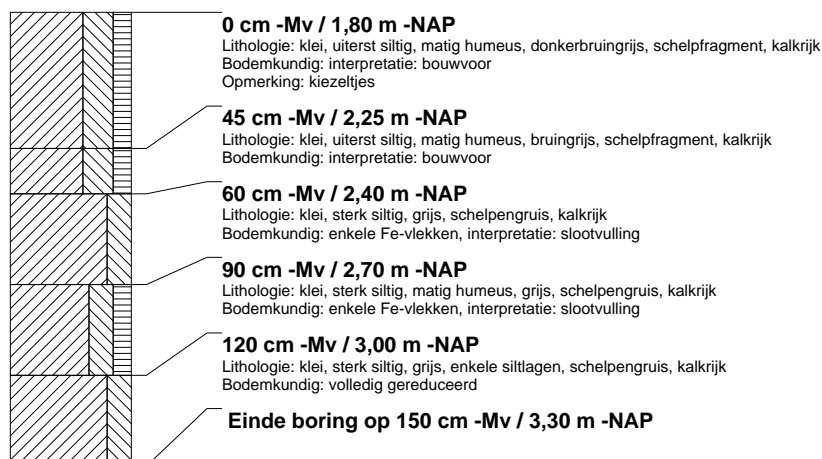 0 cm -Mv / 1,80 m -NAP
Lithologie: klei, uiterst siltig, matig humeus, donkerbruingrijs, schelpfragment, kalkrijk
Bodemkundig: interpretatie: bouwvoor
Opmerking: kiezeltjes
45 cm -Mv / 2,25 m -NAP
Lithologie: klei, uiterst siltig, matig humeus, bruingrijs, schelpfragment, kalkrijk
Bodemkundig: interpretatie: bouwvoor
60 cm -Mv / 2,40 m -NAP
Lithologie: klei, sterk siltig, grijs, schelpengruis, kalkrijk
Bodemkundig: enkele Fe-vlekken, interpretatie: slootvulling
90 cm -Mv / 2,70 m -NAP
Lithologie: klei, sterk siltig, matig humeus, grijs, schelpengruis, kalkrijk
Bodemkundig: enkele Fe-vlekken, interpretatie: slootvulling
120 cm -Mv / 3,00 m -NAP
Lithologie: klei, sterk siltig, grijs, enkele siltlagen, schelpengruis, kalkrijk
Bodemkundig: volledig gereduceerd
Einde boring op 150 cm -Mv / 3,30 m -NAP